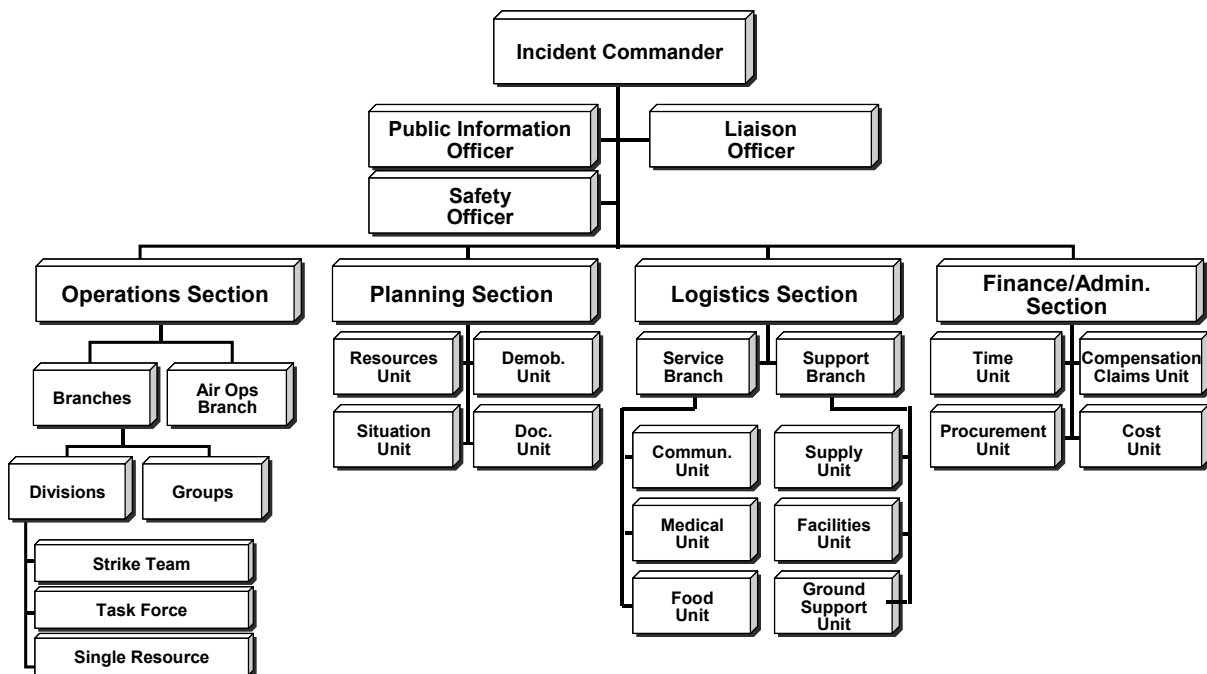 Incident Commander
Public Information
Officer
Liaison
Officer
Safety
Officer
Operations Section
Planning Section
Logistics Section
Finance/Admin.
Section
Branches
Air Ops
Branch
Divisions
Groups
Strike Team
Task Force
Single Resource
Resources
Unit
Demob.
Unit
Situation
Unit
Doc.
Unit
Service
Branch
Support
Branch
Commun.
Unit
Supply
Unit
Medical
Unit
Facilities
Unit
Food
Unit
Ground
Support
Unit
Time
Unit
Compensation
Claims Unit
Procurement
Unit
Cost
Unit